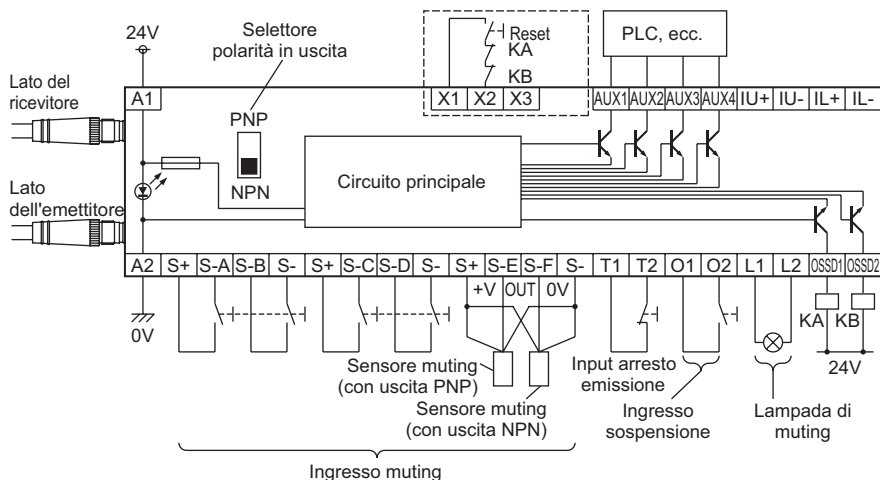 24V
Selettore
polarità in uscita
Reset
KA
KB
PLC, ecc.
Lato del
ricevitore
A1
X1 X2 X3
AUX1 AUX2 AUX3 AUX4 IU+ IU- IL+ IL-
PNP
NPN
Circuito principale
Lato
dell'emettitore
A2 S+ S-A S-B S- S+ S-C S-D S- S+ S-E S-F S- T1 T2 O1 O2 L1 L2 OSSD1 OSSD2
0V
+V OUT 0V
KA KB
24V
Sensore muting
(con uscita PNP)
Sensore muting
(con uscita NPN)
Input arresto
emissione
Ingresso
sospensione
Lampada di
muting
Ingresso muting